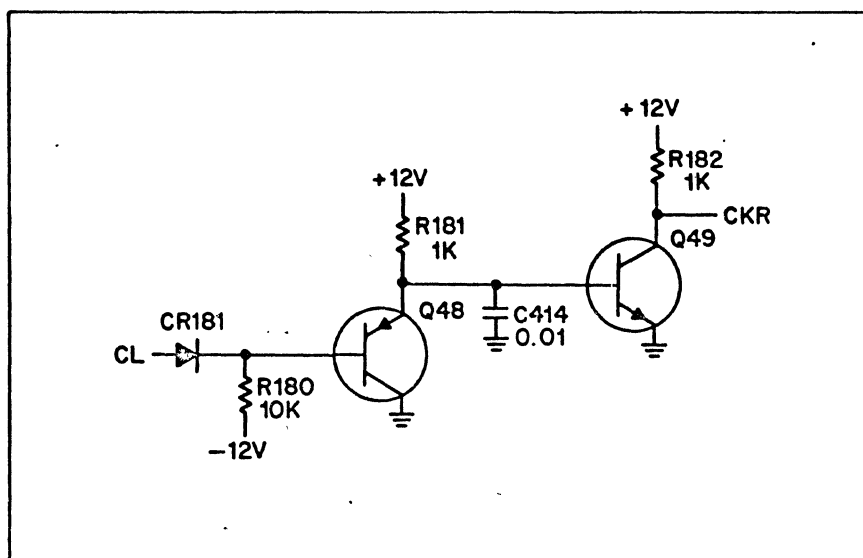 +12V
R182
1K
CKR
Q49
+12V
R181
1K
Q48
C414
0.01
CR181
CL
R180
10K
-12V